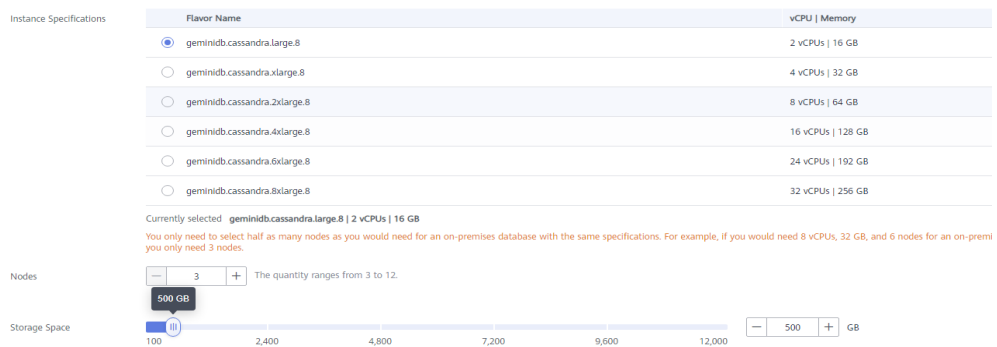 Instance Specifications
Flavor Name vCPU | Memory
geminidb.cassandra.large.8 2 vCPUs | 16 GB
geminidb.cassandra.xlarge.8 4 vCPUs | 32 GB
geminidb.cassandra.2xlarge.8 8 vCPUs | 64 GB
geminidb.cassandra.4xlarge.8 16 vCPUs | 128 GB
geminidb.cassandra.6xlarge.8 24 vCPUs | 192 GB
geminidb.cassandra.8xlarge.8 32 vCPUs | 256 GB
Currently selected geminidb.cassandra.large.8 | 2 vCPUs | 16 GB
You only need to select half as many nodes as you would need for an on-premises database with the same specifications. For example, if you would need 8 vCPUs, 32 GB, and 6 nodes for an on-premi
you only need 3 nodes.
Nodes — 3 + The quantity ranges from 3 to 12.
500 GB
Storage Space — 500 + GB
100 2,400 4,800 7,200 9,600 12,000